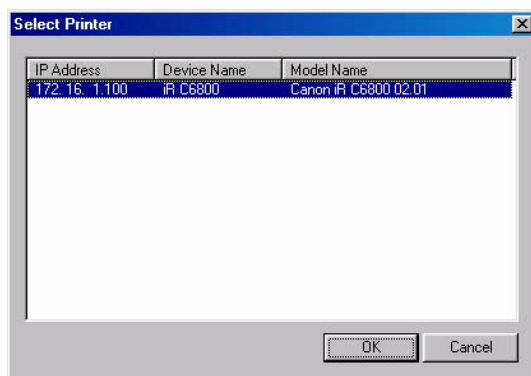 Select Printer
IP Address Device Name Model Name
172. 16. 1.100 iR C6800 Canon iR C6800 02.01
OK Cancel